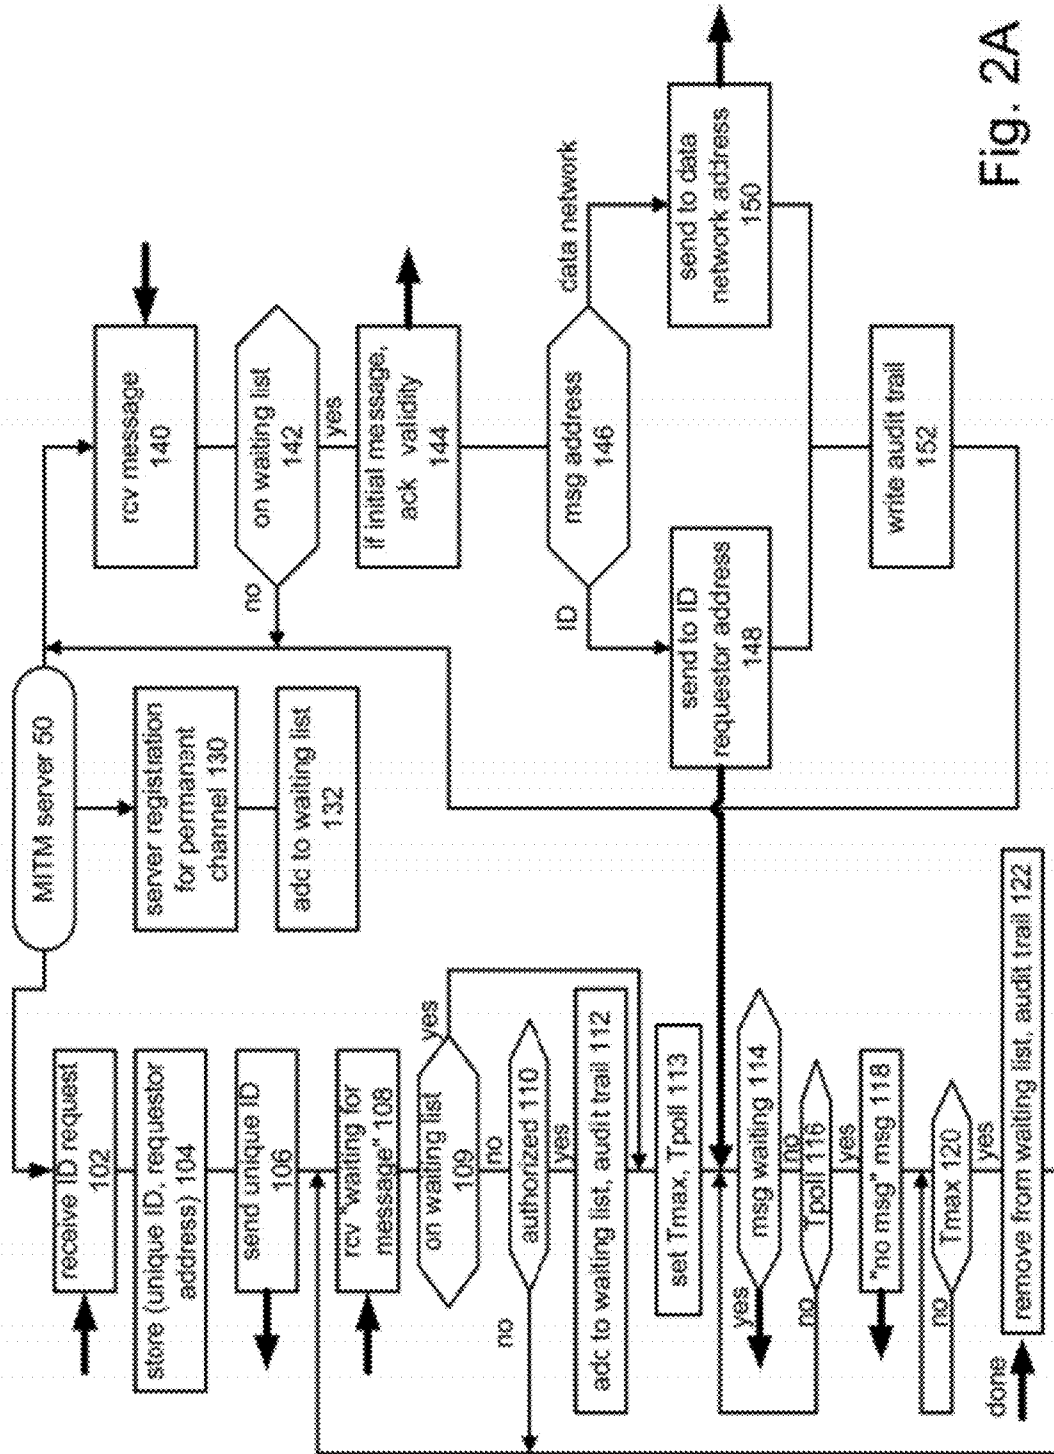 MITM server 50
receive ID request
102
store (unique ID, requestor
address) 104
send unique ID
106
rcv "waiting for
message" 108
on waiting list
109
yes
no
authorized 110
no
yes
add to waiting list, audit trail 112
set Tmax, Tpoll 113
msg waiting 114
yes
no
Tpoll 116
no
yes
"no msg" msg 118
Tmax 120
no
yes
done
remove from waiting list, audit trail 122
server registration
for permanant
channel 130
add to waiting list
132
rcv message
140
on waiting list
142
no
yes
if initial message,
ack validity
144
msg address
146
ID
data network
send to ID
requestor address
148
send to data
network address
150
write audit trail
152
Fig. 2A